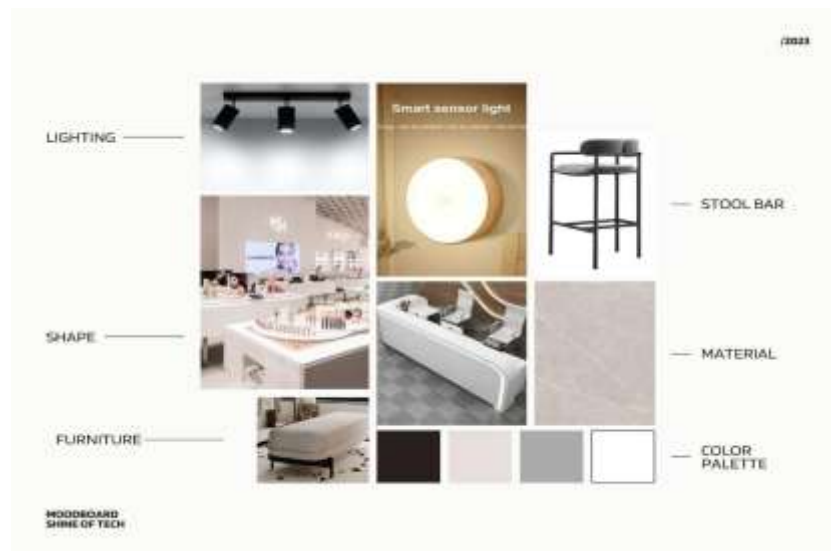 /2023
LIGHTING
Smart sensor light
STOOL BAR
SHAPE
MATERIAL
FURNITURE
COLOR
PALETTE
MOODBOARD
SHINE OF TECH